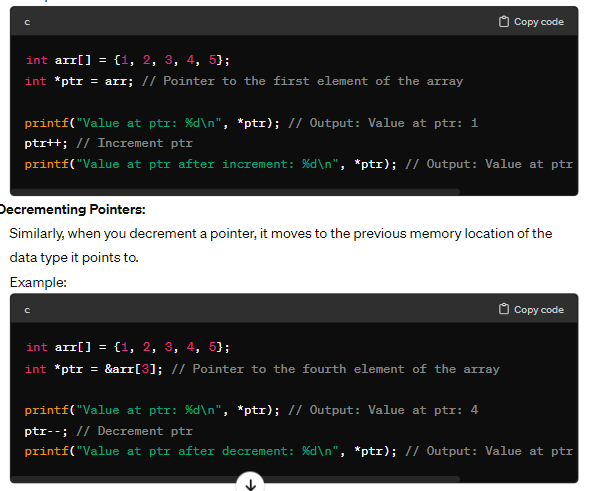 c Copy code
int arr[] = {1, 2, 3, 4, 5};
int *ptr = arr; // Pointer to the first element of the array
printf("Value at ptr: %d\n", *ptr); // Output: Value at ptr: 1
ptr++; // Increment ptr
printf("Value at ptr after increment: %d\n", *ptr); // Output: Value at ptr
Decrementing Pointers:
Similarly, when you decrement a pointer, it moves to the previous memory location of the
data type it points to.
Example:
c Copy code
int arr[] = {1, 2, 3, 4, 5};
int *ptr = &arr[3]; // Pointer to the fourth element of the array
printf("Value at ptr: %d\n", *ptr); // Output: Value at ptr: 4
ptr--; // Decrement ptr
printf("Value at ptr after decrement: %d\n", *ptr); // Output: Value at ptr